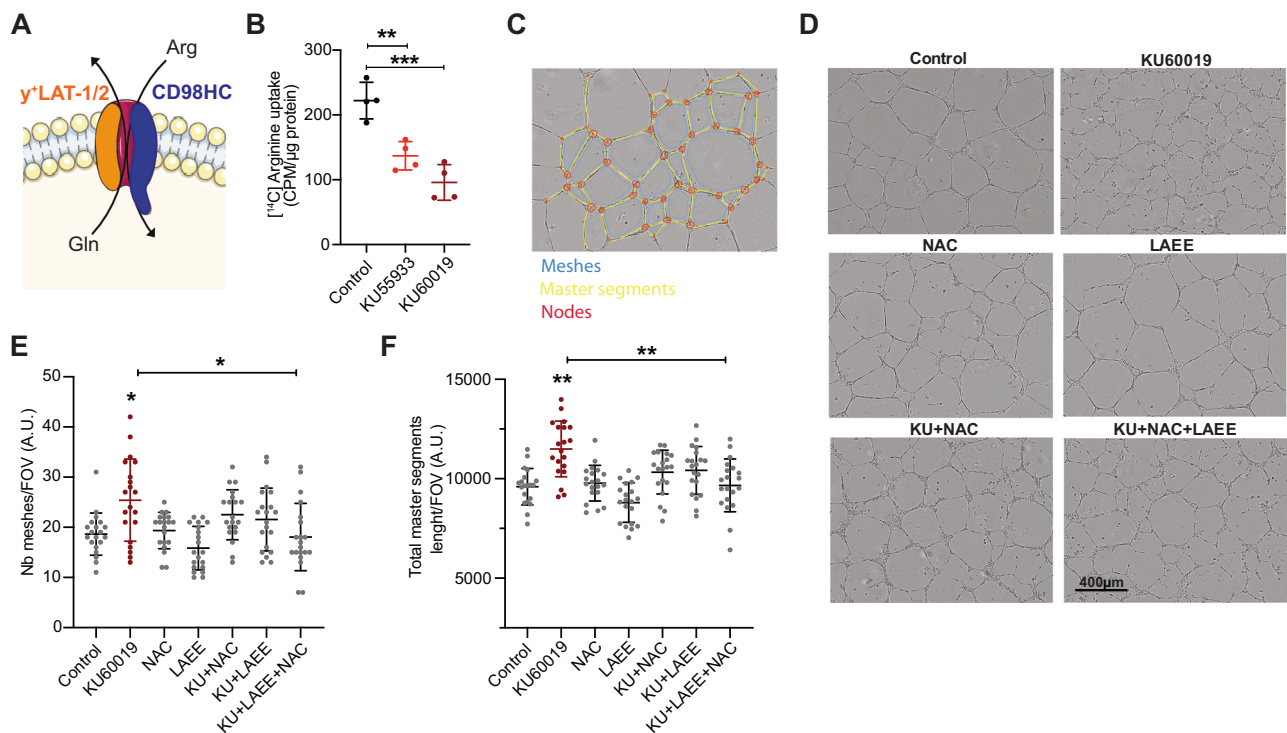 A
Arg
y⁺LAT-1/2
CD98HC
Gln
B
**
***
300
200
100
0
[¹⁴C] Arginine uptake
(CPM/µg protein)
Control
KU55933
KU60019
C
Meshes
Master segments
Nodes
D
Control
KU60019
NAC
LAEE
KU+NAC
KU+NAC+LAEE
400µm
E
*
*
50
40
30
20
10
0
Nb meshes/FOV (A.U.)
Control
KU60019
NAC
LAEE
KU+NAC
KU+LAEE
KU+LAEE+NAC
F
**
**
15000
10000
5000
Total master segments
lenght/FOV (A.U.)
Control
KU60019
NAC
LAEE
KU+NAC
KU+LAEE
KU+LAEE+NAC